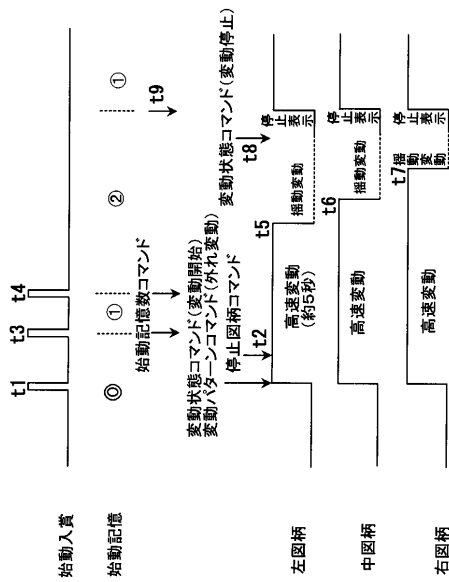 始動入賞
t1
t3
t4
始動記憶
⓪
①
②
①
始動記憶数コマンド
t9
変動状態コマンド(変動開始)
変動パターンコマンド(外れ変動)
停止図柄コマンド
変動状態コマンド(変動停止)
t2
t8
左図柄
高速変動
(約5秒)
t5
揺動変動
停止表示
中図柄
高速変動
t6
揺動変動
停止表示
右図柄
高速変動
t7
揺動変動
停止表示